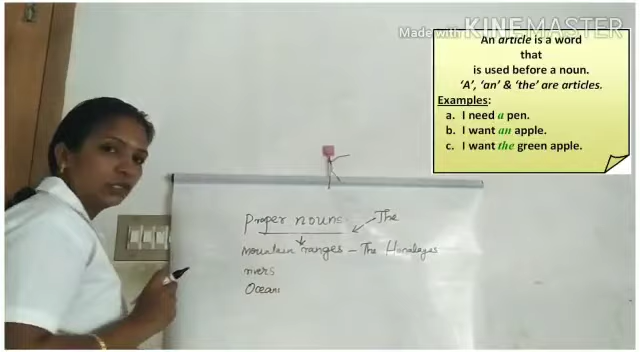 Made with KINEMASTER
An article is a word
that
is used before a noun.
‘A’, ‘an’ & ‘the’ are articles.
Examples:
a. I need a pen.
b. I want an apple.
c. I want the green apple.
Proper nouns The
Mountain ranges – The Himalayas
rivers
Oceans